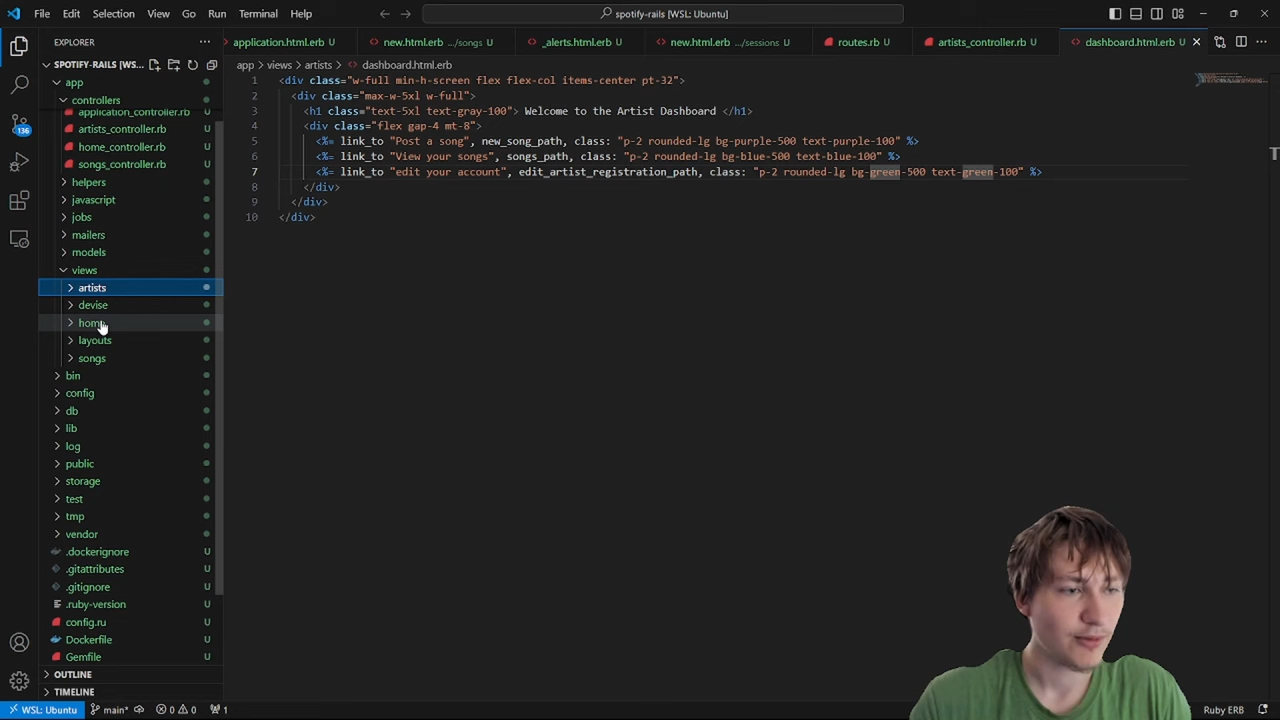 File Edit Selection View Go Run Terminal Help
spotify-rails [WSL: Ubuntu]
EXPLORER
application.html.erb new.html.erb .../songs U _alerts.html.erb U new.html.erb .../sessions U routes.rb U artists_controller.rb U dashboard.html.erb U
SPOTIFY-RAILS [WS...
app > views > artists > dashboard.html.erb
app
controllers
application_controller.rb U
artists_controller.rb U
home_controller.rb U
songs_controller.rb U
helpers
javascript
jobs
mailers
models
views
artists
devise
home
layouts
songs
bin
config
db
lib
log
public
storage
test
tmp
vendor
.dockerignore U
.gitattributes U
.gitignore U
.ruby-version U
config.ru U
Dockerfile U
Gemfile U
OUTLINE
TIMELINE
136
1 <div class="w-full min-h-screen flex flex-col items-center pt-32">
2 <div class="max-w-5xl w-full">
3 <h1 class="text-5xl text-gray-100"> Welcome to the Artist Dashboard </h1>
4 <div class="flex gap-4 mt-8">
5 <%= link_to "Post a song", new_song_path, class: "p-2 rounded-lg bg-purple-500 text-purple-100" %>
6 <%= link_to "View your songs", songs_path, class: "p-2 rounded-lg bg-blue-500 text-blue-100" %>
7 <%= link_to "edit your account", edit_artist_registration_path, class: "p-2 rounded-lg bg-green-500 text-green-100" %>
8 </div>
9 </div>
10 </div>
WSL: Ubuntu main* 0 0 1 Ruby ERB